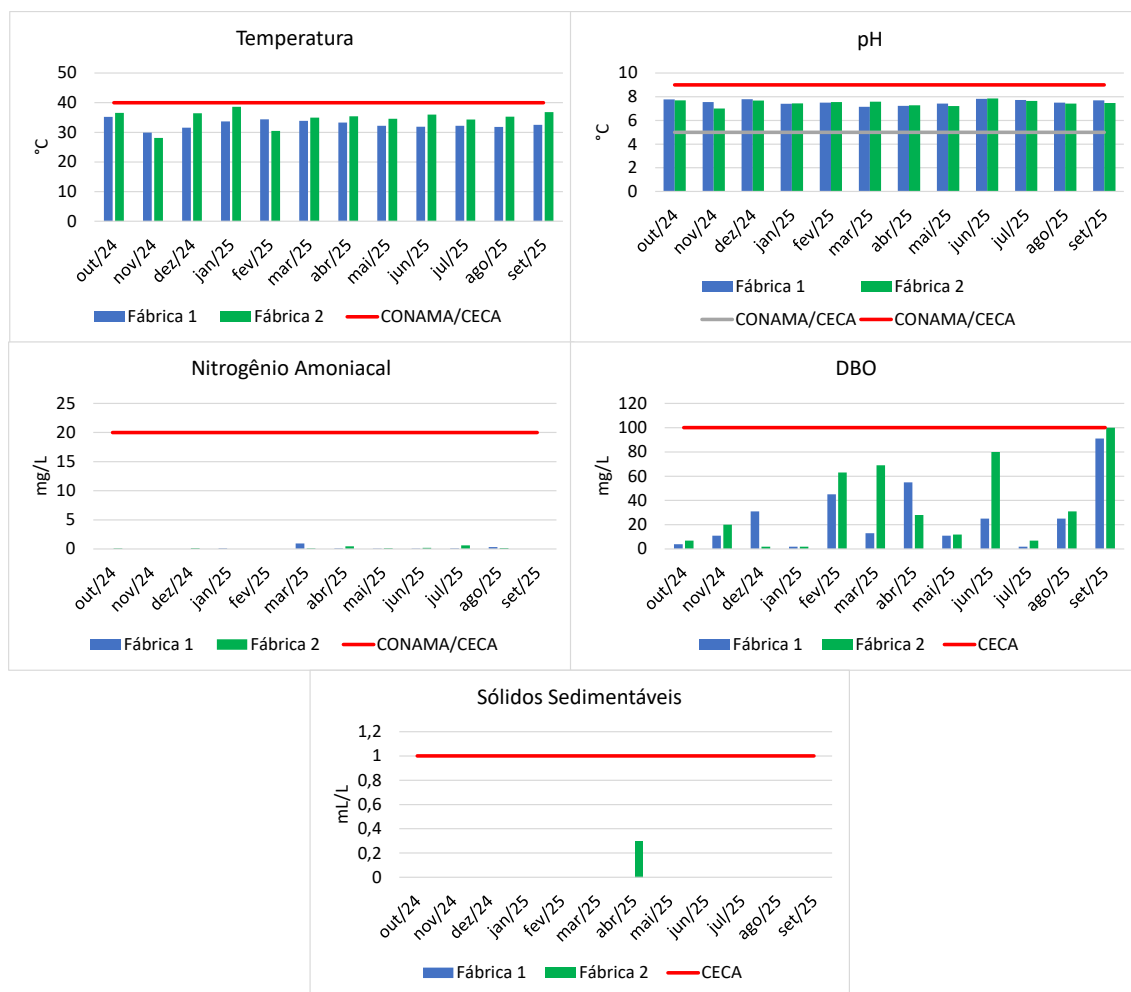 Temperatura
50
40
30
20
10
0
°C
out/24
nov/24
dez/24
jan/25
fev/25
mar/25
abr/25
mai/25
jun/25
jul/25
ago/25
set/25
Fábrica 1
Fábrica 2
CONAMA/CECA
pH
10
8
6
4
2
0
°C
out/24
nov/24
dez/24
jan/25
fev/25
mar/25
abr/25
mai/25
jun/25
jul/25
ago/25
set/25
Fábrica 1
Fábrica 2
CONAMA/CECA
CONAMA/CECA
Nitrogênio Amoniacal
25
20
15
10
5
0
mg/L
out/24
nov/24
dez/24
jan/25
fev/25
mar/25
abr/25
mai/25
jun/25
jul/25
ago/25
set/25
Fábrica 1
Fábrica 2
CONAMA/CECA
DBO
120
100
80
60
40
20
0
mg/L
out/24
nov/24
dez/24
jan/25
fev/25
mar/25
abr/25
mai/25
jun/25
jul/25
ago/25
set/25
Fábrica 1
Fábrica 2
CECA
Sólidos Sedimentáveis
1,2
1
0,8
0,6
0,4
0,2
0
mL/L
out/24
nov/24
dez/24
jan/25
fev/25
mar/25
abr/25
mai/25
jun/25
jul/25
ago/25
set/25
Fábrica 1
Fábrica 2
CECA